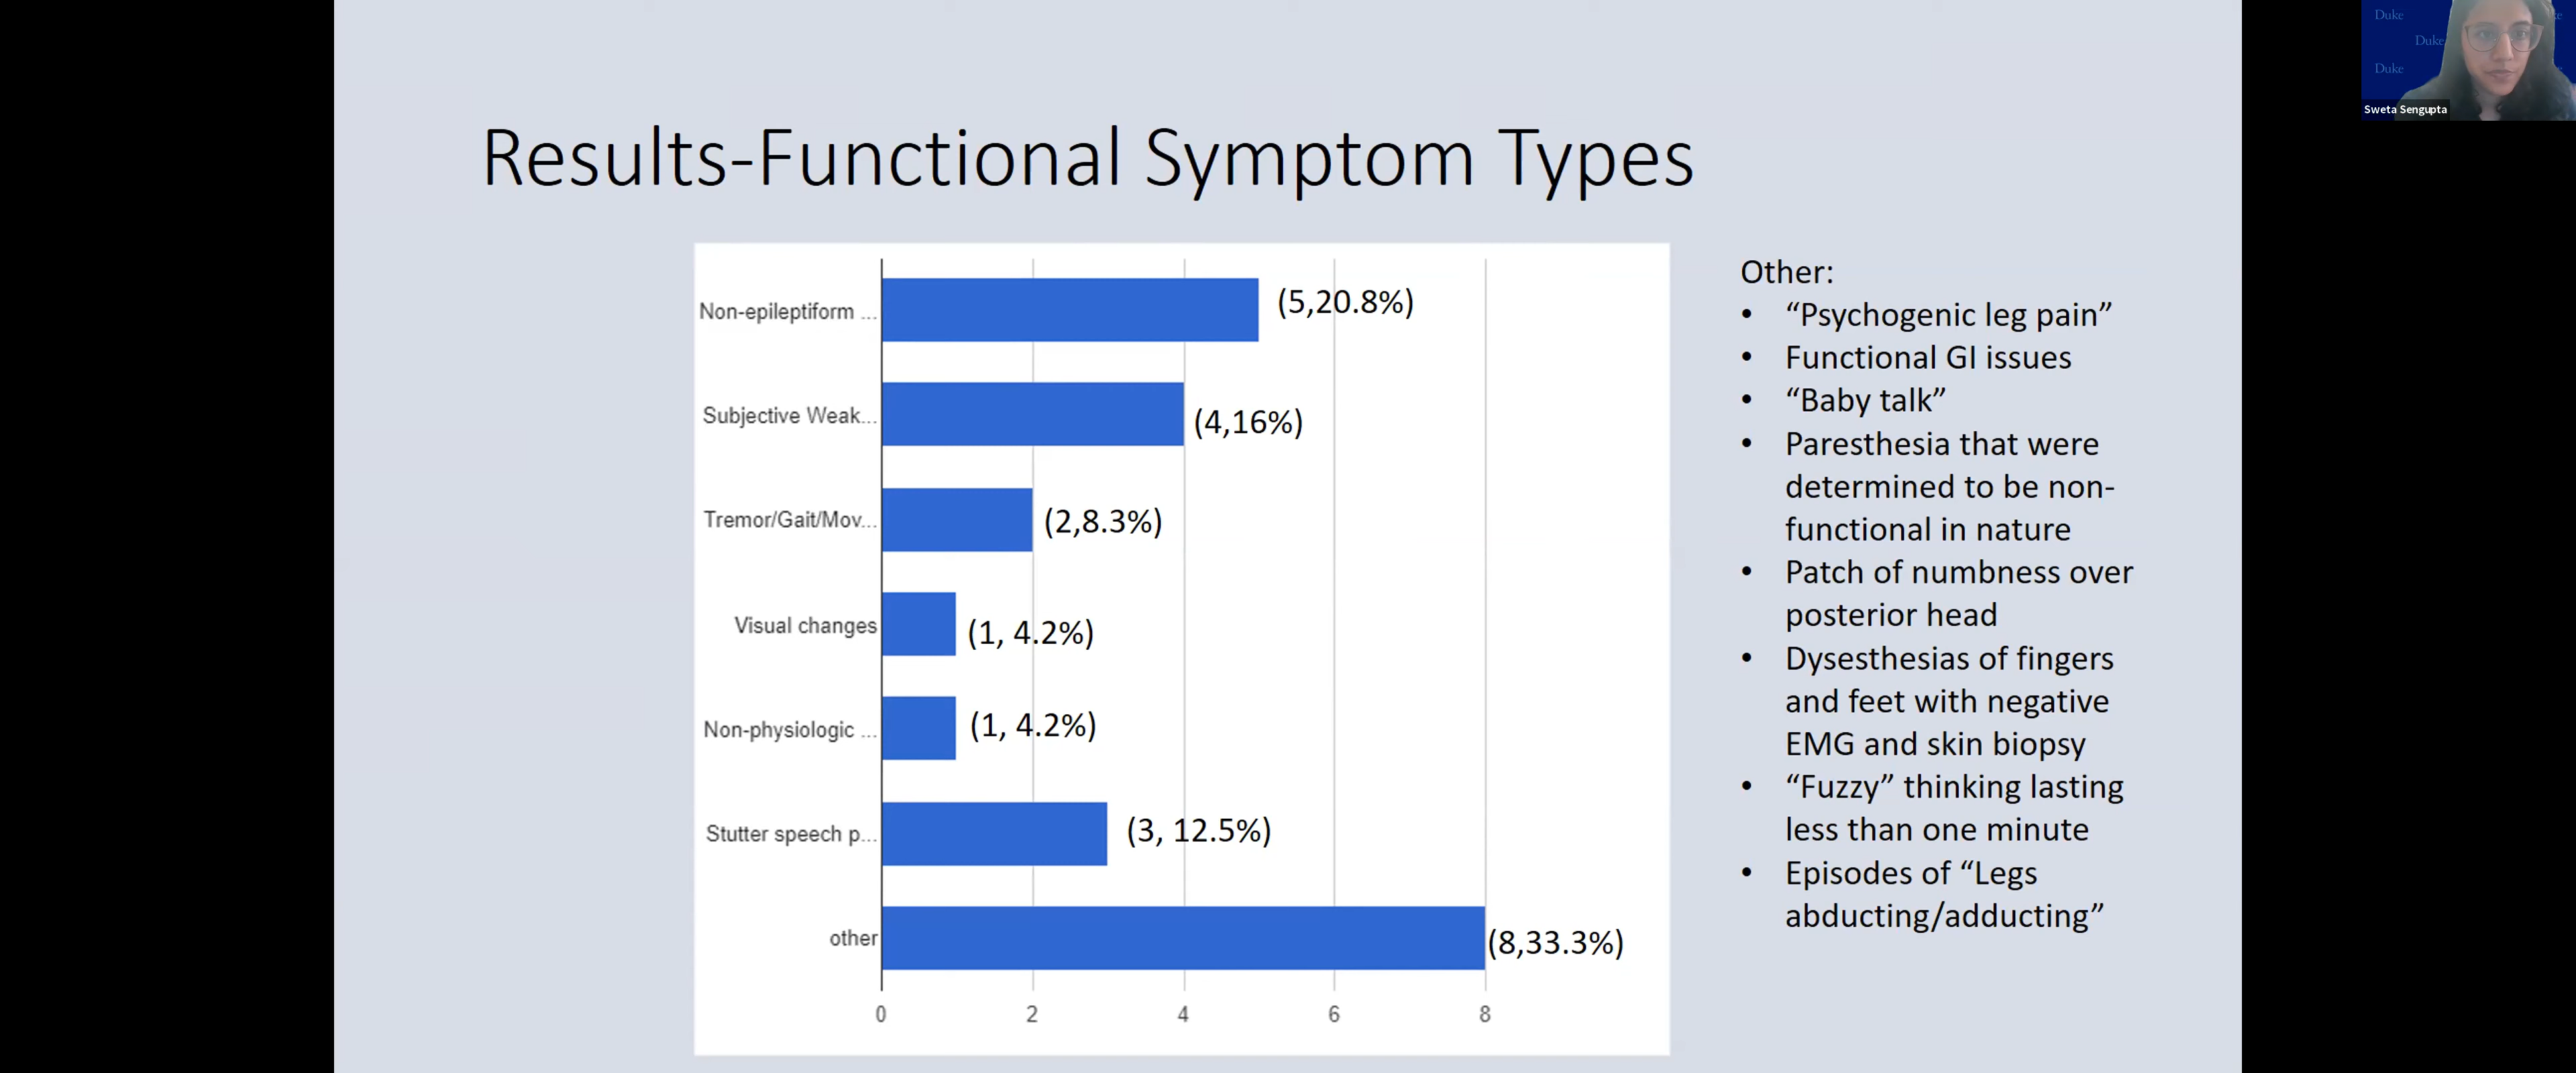 Duke
Duke
Duke
Sweta Sengupta
Results-Functional Symptom Types
Non-epileptiform ...
(5,20.8%)
Subjective Weak...
(4,16%)
Tremor/Gait/Mov...
(2,8.3%)
Visual changes
(1, 4.2%)
Non-physiologic ...
(1, 4.2%)
Stutter speech p...
(3, 12.5%)
other
(8,33.3%)
0 2 4 6 8
Other:
• “Psychogenic leg pain”
• Functional GI issues
• “Baby talk”
• Paresthesia that were
determined to be non-
functional in nature
• Patch of numbness over
posterior head
• Dysesthesias of fingers
and feet with negative
EMG and skin biopsy
• “Fuzzy” thinking lasting
less than one minute
• Episodes of “Legs
abducting/adducting”